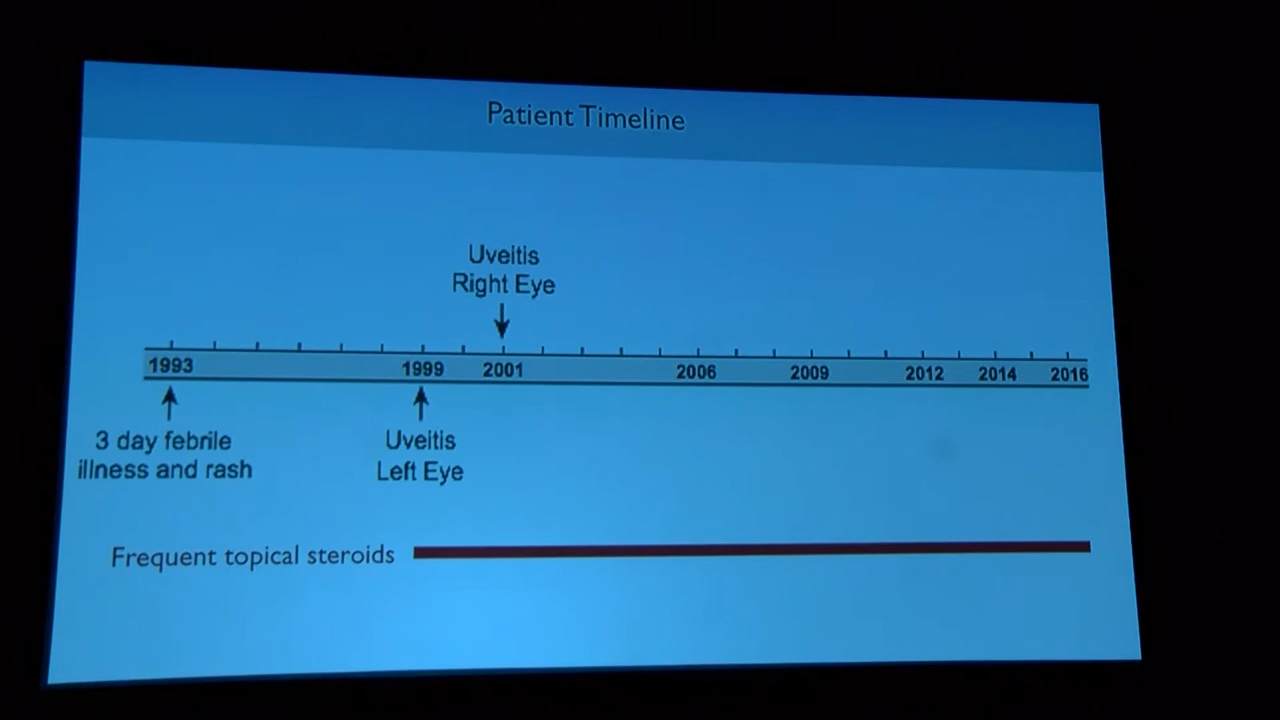 Patient Timeline
Uveitis
Right Eye
1993 1999 2001 2006 2009 2012 2014 2016
3 day febrile
illness and rash
Uveitis
Left Eye
Frequent topical steroids